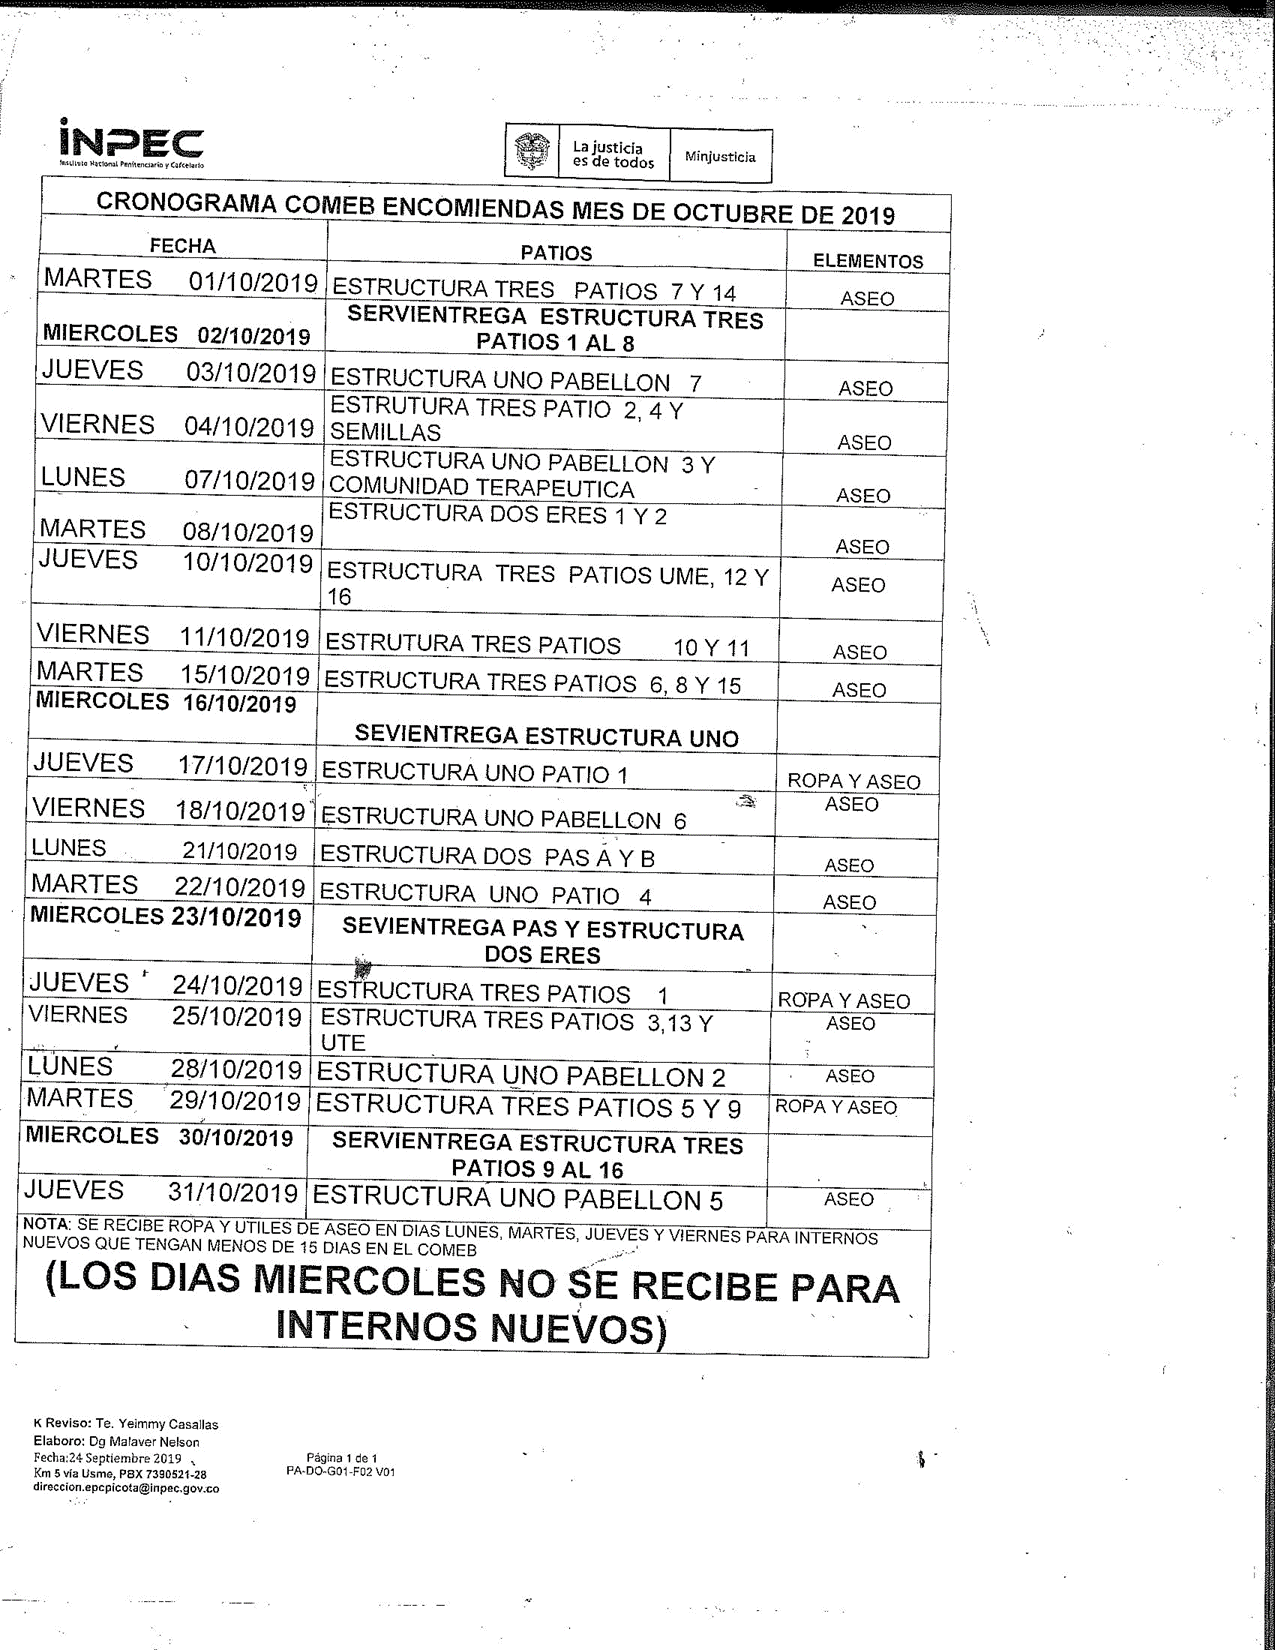 INPEC
Instituto Nacional Penitenciario y Carcelario
La justicia
es de todos
Minjusticia
CRONOGRAMA COMEB ENCOMIENDAS MES DE OCTUBRE DE 2019
FECHA PATIOS ELEMENTOS
MARTES 01/10/2019 ESTRUCTURA TRES PATIOS 7 Y 14 ASEO
MIERCOLES 02/10/2019 SERVIENTREGA ESTRUCTURA TRES
PATIOS 1 AL 8
JUEVES 03/10/2019 ESTRUCTURA UNO PABELLON 7 ASEO
VIERNES 04/10/2019 ESTRUTURA TRES PATIO 2, 4 Y
SEMILLAS ASEO
LUNES 07/10/2019 ESTRUCTURA UNO PABELLON 3 Y
COMUNIDAD TERAPEUTICA ASEO
MARTES 08/10/2019 ESTRUCTURA DOS ERES 1 Y 2 ASEO
JUEVES 10/10/2019 ESTRUCTURA TRES PATIOS UME, 12 Y
16 ASEO
VIERNES 11/10/2019 ESTRUTURA TRES PATIOS 10 Y 11 ASEO
MARTES 15/10/2019 ESTRUCTURA TRES PATIOS 6, 8 Y 15 ASEO
MIERCOLES 16/10/2019
SEVIENTREGA ESTRUCTURA UNO
JUEVES 17/10/2019 ESTRUCTURA UNO PATIO 1 ROPA Y ASEO
VIERNES 18/10/2019 ESTRUCTURA UNO PABELLON 6 ASEO
LUNES 21/10/2019 ESTRUCTURA DOS PAS A Y B ASEO
MARTES 22/10/2019 ESTRUCTURA UNO PATIO 4 ASEO
MIERCOLES 23/10/2019 SEVIENTREGA PAS Y ESTRUCTURA
DOS ERES
JUEVES 24/10/2019 ESTRUCTURA TRES PATIOS 1 ROPA Y ASEO
VIERNES 25/10/2019 ESTRUCTURA TRES PATIOS 3,13 Y
UTE ASEO
LUNES 28/10/2019 ESTRUCTURA UNO PABELLON 2 ASEO
MARTES 29/10/2019 ESTRUCTURA TRES PATIOS 5 Y 9 ROPA Y ASEO
MIERCOLES 30/10/2019 SERVIENTREGA ESTRUCTURA TRES
PATIOS 9 AL 16
JUEVES 31/10/2019 ESTRUCTURA UNO PABELLON 5 ASEO
NOTA: SE RECIBE ROPA Y UTILES DE ASEO EN DIAS LUNES, MARTES, JUEVES Y VIERNES PARA INTERNOS
NUEVOS QUE TENGAN MENOS DE 15 DIAS EN EL COMEB
(LOS DIAS MIERCOLES NO SE RECIBE PARA
INTERNOS NUEVOS)
K Reviso: Te. Yeimmy Casallas
Elaboro: Dg Malaver Nelson
Fecha:24 Septiembre 2019
Km 5 vía Usme, PBX 7390521-28
direccion.epcpicota@inpec.gov.co
Página 1 de 1
PA-DO-G01-F02 V01